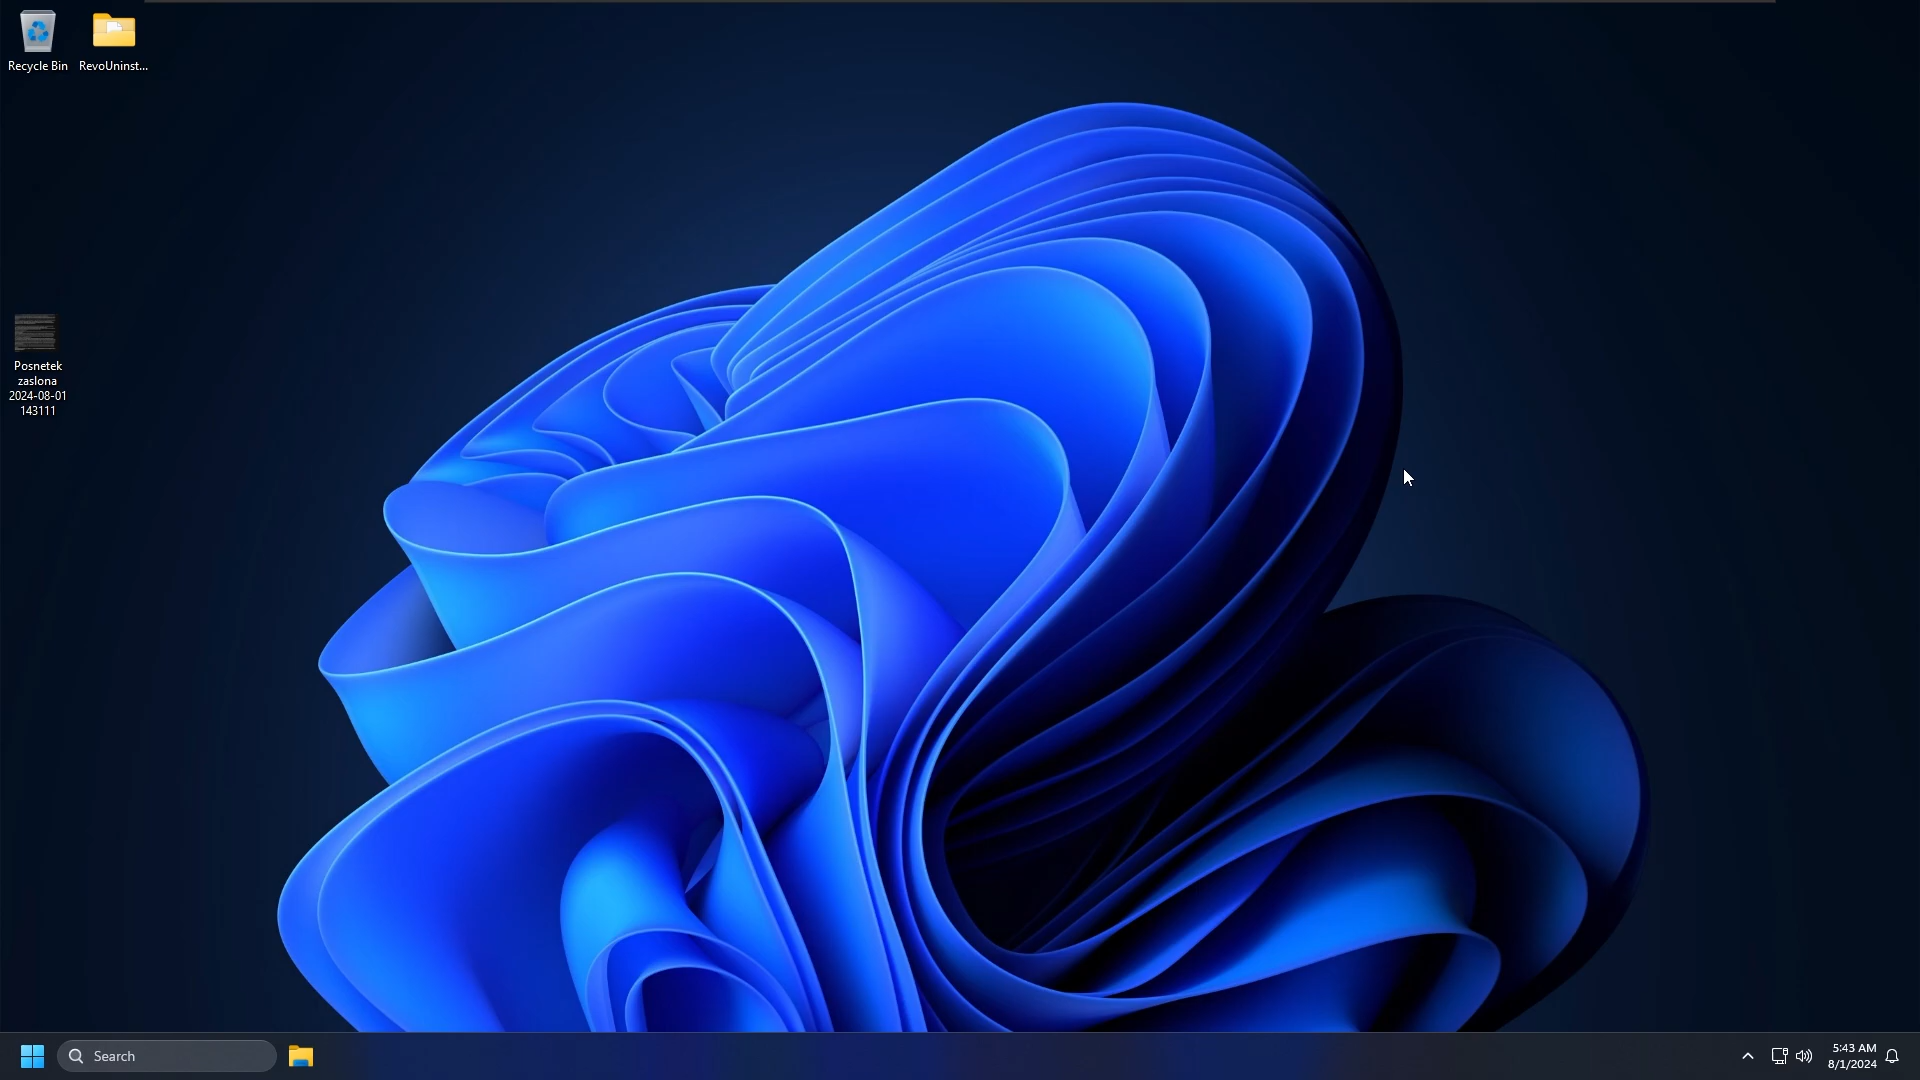 Recycle Bin
RevoUninst...
Posnetek
zaslona
2024-08-01
143111
Search
5:43 AM
8/1/2024